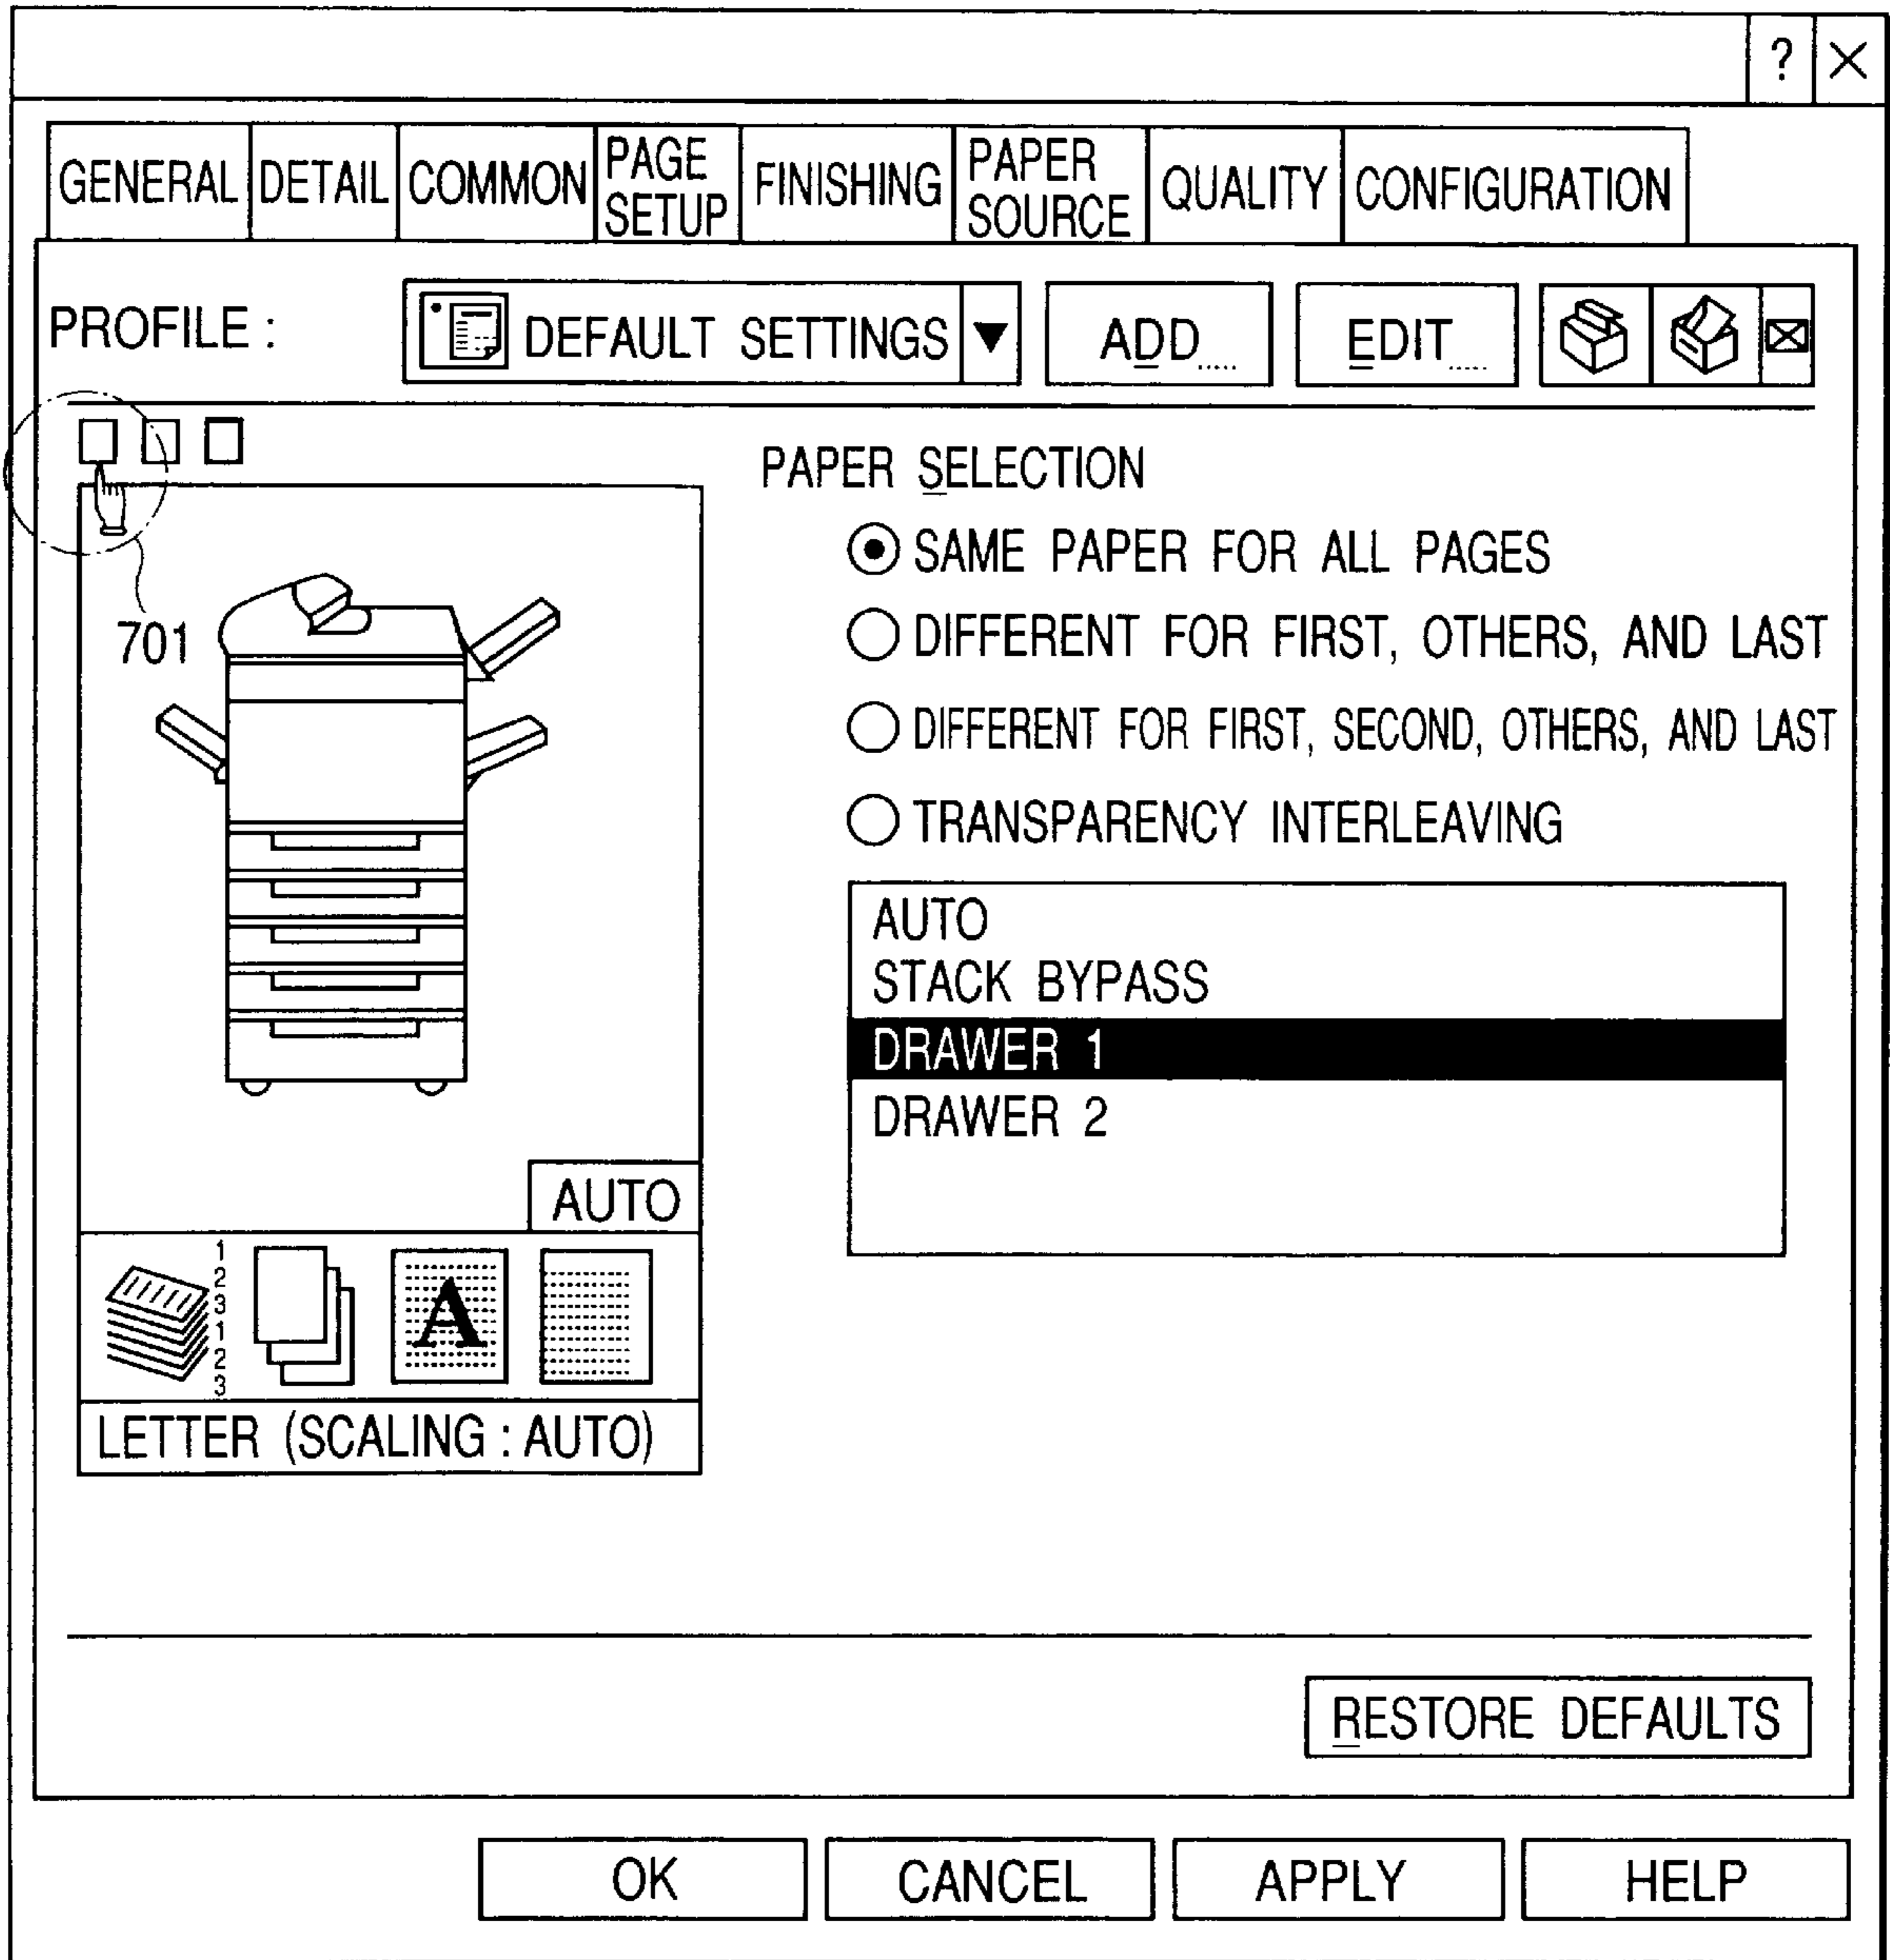 ?
GENERAL
DETAIL
COMMON
PAGE
SETUP
FINISHING
PAPER
SOURCE
QUALITY
CONFIGURATION
PROFILE :
DEFAULT SETTINGS
ADD.....
EDIT.....
PAPER SELECTION
SAME PAPER FOR ALL PAGES
DIFFERENT FOR FIRST, OTHERS, AND LAST
DIFFERENT FOR FIRST, SECOND, OTHERS, AND LAST
TRANSPARENCY INTERLEAVING
701
AUTO
STACK BYPASS
DRAWER 1
DRAWER 2
AUTO
1
2
3
1
2
3
A
LETTER (SCALING : AUTO)
RESTORE DEFAULTS
OK
CANCEL
APPLY
HELP